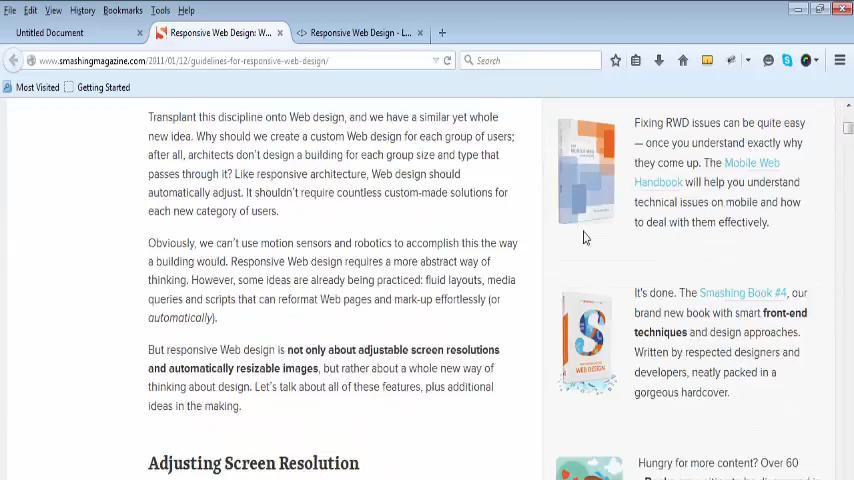 File Edit View History Bookmarks Tools Help
Untitled Document × Responsive Web Design: W... × Responsive Web Design - L... × +
www.smashingmagazine.com/2011/01/12/guidelines-for-responsive-web-design/ Search
Most Visited Getting Started
Transplant this discipline onto Web design, and we have a similar yet whole
new idea. Why should we create a custom Web design for each group of users;
after all, architects don't design a building for each group size and type that
passes through it? Like responsive architecture, Web design should
automatically adjust. It shouldn't require countless custom-made solutions for
each new category of users.
Obviously, we can't use motion sensors and robotics to accomplish this the way
a building would. Responsive Web design requires a more abstract way of
thinking. However, some ideas are already being practiced: fluid layouts, media
queries and scripts that can reformat Web pages and mark-up effortlessly (or
automatically).
But responsive Web design is not only about adjustable screen resolutions
and automatically resizable images, but rather about a whole new way of
thinking about design. Let's talk about all of these features, plus additional
ideas in the making.
Adjusting Screen Resolution
Fixing RWD issues can be quite easy
— once you understand exactly why
they come up. The Mobile Web
Handbook will help you understand
technical issues on mobile and how
to deal with them effectively.
It's done. The Smashing Book #4, our
brand new book with smart front-end
techniques and design approaches.
Written by respected designers and
developers, neatly packed in a
gorgeous hardcover.
WEB DESIGN
Hungry for more content? Over 60